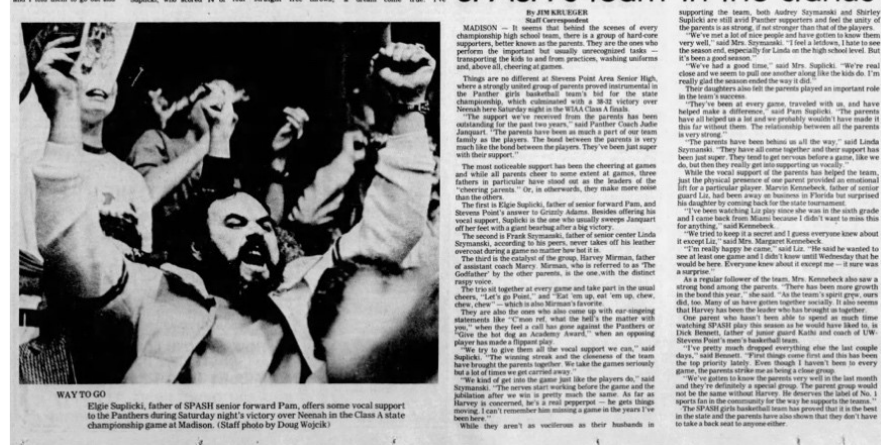 By JIM KRUEGER
Staff Correspondent
MADISON — It seems that behind the scenes of every
championship high school team, there is a group of hard-core
supporters, better known as the parents. They are the ones who
perform the important but usually unrecognized tasks —
transporting the kids to and from practices, washing uniforms
and, above all, cheering at games.
Things are no different at Stevens Point Area Senior High,
where a strongly united group of parents proved instrumental in
the Panther girls basketball team's bid for the state
championship, which culminated with a 38-32 victory over
Neenah here Saturday night in the WIAA Class A finals.
"The support we've received from the parents has been
outstanding for the past two years," said Panther Coach Judie
Janquart. "The parents have been as much a part of our team
family as the players. The bond between the parents is very
much like the bond between the players. They've been just super
with their support."
The most noticeable support has been the cheering at games
and while all parents cheer to some extent at games, three
fathers in particular have stood out as the leaders of the
"cheering parents." Or, in otherwards, they make more noise
than the others.
The first is Elgie Suplicki, father of senior forward Pam, and
Stevens Point's answer to Grizzly Adams. Besides offering his
vocal support, Suplicki is the one who usually sweeps Janquart
off her feet with a giant bearhug after a big victory.
The second is Frank Szymanski, father of senior center Linda
Szymanski, according to his peers, never takes off his leather
overcoat during a game no matter how hot it is.
The third is the catalyst of the group, Harvey Mirman, father
of assistant coach Marcy. Mirman, who is referred to as 'The
Godfather' by the other parents, is the one with the distinct
raspy voice.
The trio sit together at every game and take part in the usual
cheers, "Let's go Point," and "Eat 'em up, eat 'em up, chew,
chew, chew" — which is also Mirman's favorite.
They are also the ones who also come up with ear-singeing
statements like "C'mon ref, what the hell's the matter with
you," when they feel a call has gone against the Panthers or
"Give the hot dog an Academy Award," when an opposing
player has made a flippant play.
"We try to give them all the vocal support we can," said
Suplicki. "The winning streak and the closeness of the team
have brought the parents together. We take the games seriously
but a lot of times we get carried away."
"We kind of get into the game just like the players do," said
Szymanski. "The nerves start working before the game and the
jubilation after we win is pretty much the same. As far as
Harvey is concerned, he's a real pepperpot — he gets things
moving. I can't remember him missing a game in the years I've
been here."
While they aren't as vociferous as their husbands in
supporting the team, both Audrey Szymanski and Shirley
Suplicki are still avid Panther supporters and feel the unity of
the parents is as strong, if not stronger than that of the players.
"We've met a lot of nice people and have gotten to know them
very well," said Mrs. Szymanski. "I feel a letdown, I hate to see
the season end, especially for Linda on the high school level. But
it's been a good season."
"We've had a good time," said Mrs. Suplicki. "We're real
close and we seem to pull one another along like the kids do. I'm
really glad the season ended the way it did."
Their daughters also felt the parents played an important role
in the team's success.
"They've been at every game, traveled with us, and have
helped make a difference," said Pam Suplicki. "The parents
have all helped us a lot and we probably wouldn't have made it
this far without them. The relationship between all the parents
is very strong."
"The parents have been behind us all the way," said Linda
Szymanski. "They have all come together and their support has
been just super. They tend to get nervous before a game, like we
do, but then they really get into supporting us vocally."
While the vocal support of the parents has helped the team,
just the physical presence of one parent provided an emotional
lift for a particular player. Marvin Kennebeck, father of senior
guard Liz, had been away on business in Florida but surprised
his daughter by coming back for the state tournament.
"I've been watching Liz play since she was in the sixth grade
and I came back from Miami because I didn't want to miss this
for anything," said Kennebeck.
"We tried to keep it a secret and I guess everyone knew about
it except Liz," said Mrs. Margaret Kennebeck.
"I'm really happy he came," said Liz. "He said he wanted to
see at least one game and I didn't know until Wednesday that he
would be here. Everyone knew about it except me — it sure was
a surprise."
As a regular follower of the team, Mrs. Kennebeck also saw a
strong bond among the parents. "There has been more growth
in the bond this year," she said. "As the team's spirit grew, ours
did, too. Many of us have gotten together socially. It also seems
that Harvey has been the leader who has brought us together.
One parent who hasn't been able to spend as much time
watching SPASH play this season as he would have liked to, is
Dick Bennett, father of junior guard Kathi and coach of UW-
Stevens Point's men's basketball team.
"I've pretty much dropped everything else the last couple
days," said Bennett. "First things come first and this has been
the top priority lately. Even though I haven't been to every
game, the parents strike me as being a close group.
"We've gotten to know the parents very well in the last month
and they're definitely a special group. The parent group would
not be the same without Harvey. He deserves the label of No. 1
sports fan in the community for the way he supports the teams."
The SPASH girls basketball team has proved that it is the best
in the state and the parents have also shown that they don't have
to take a back seat to anyone either.
WAY TO GO
Elgie Suplicki, father of SPASH senior forward Pam, offers some vocal support
to the Panthers during Saturday night's victory over Neenah in the Class A state
championship game at Madison. (Staff photo by Doug Wojcik)